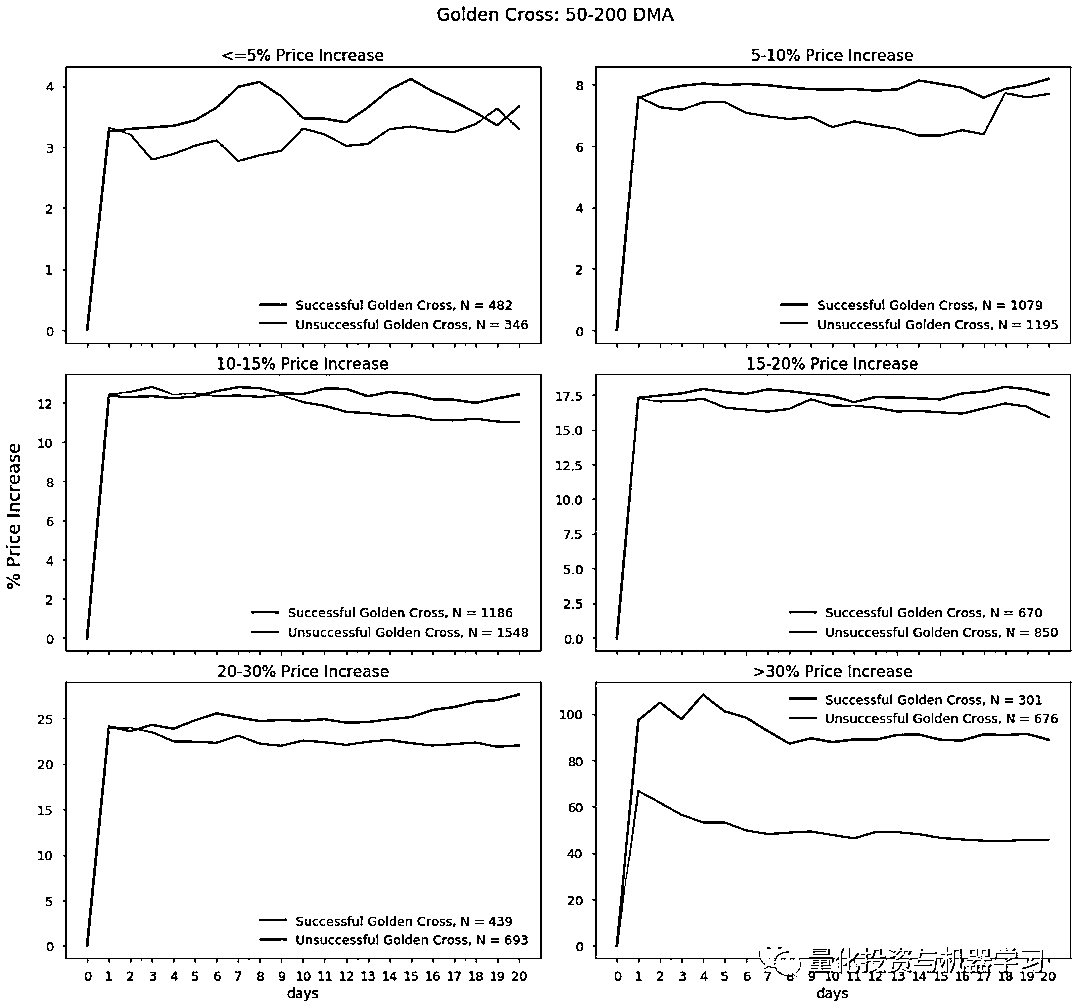 Golden Cross: 50-200 DMA
<=5% Price Increase
4
3
2
1
0
Successful Golden Cross, N = 482
Unsuccessful Golden Cross, N = 346
5-10% Price Increase
8
6
4
2
0
Successful Golden Cross, N = 1079
Unsuccessful Golden Cross, N = 1195
% Price Increase
10-15% Price Increase
12
10
8
6
4
2
0
Successful Golden Cross, N = 1186
Unsuccessful Golden Cross, N = 1548
15-20% Price Increase
17.5
15.0
12.5
10.0
7.5
5.0
2.5
0.0
Successful Golden Cross, N = 670
Unsuccessful Golden Cross, N = 850
20-30% Price Increase
25
20
15
10
5
0
Successful Golden Cross, N = 439
Unsuccessful Golden Cross, N = 693
0 1 2 3 4 5 6 7 8 9 10 11 12 13 14 15 16 17 18 19 20
days
>30% Price Increase
100
80
60
40
20
0
Successful Golden Cross, N = 301
Unsuccessful Golden Cross, N = 676
0 1 2 3 4 5 6 7 8 9 10 11 12 13 14 15 16 17 18 19 20
days
量化投资与机器学习